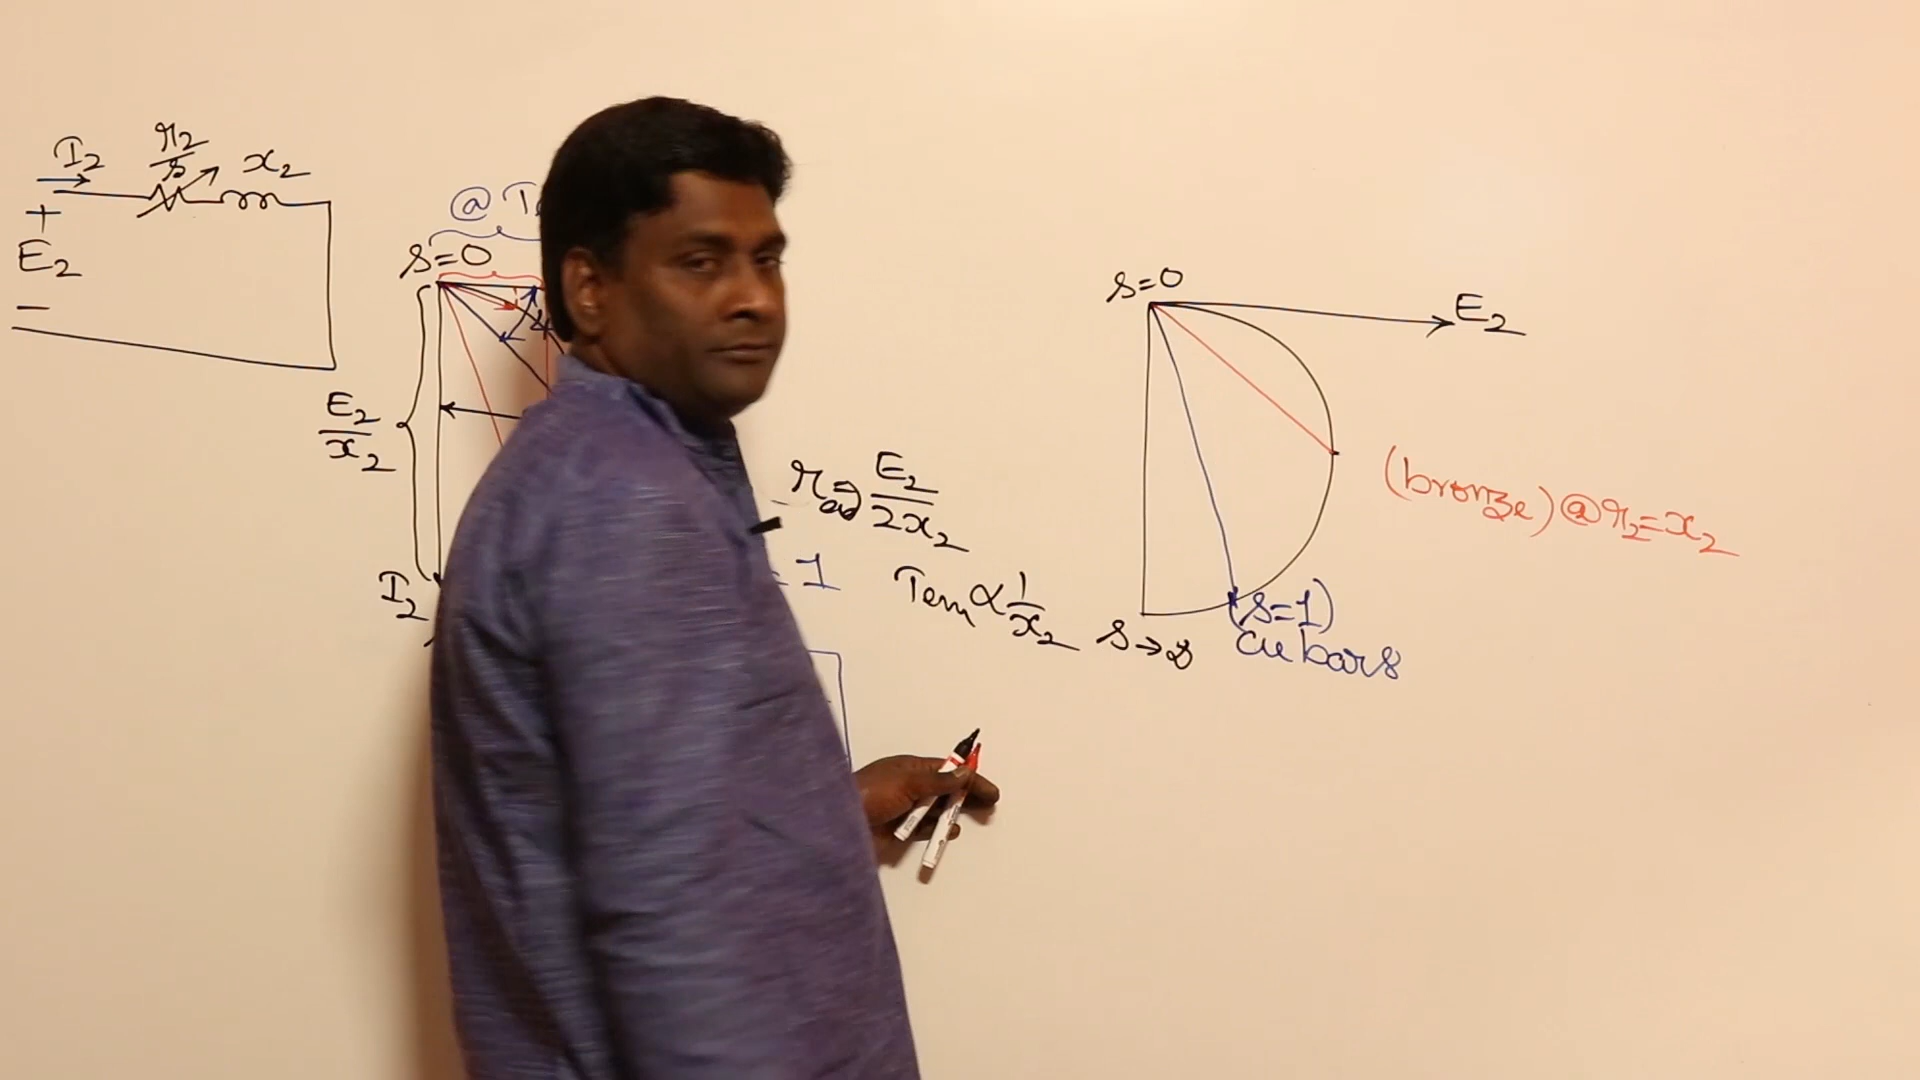 I₂
r₂/s
x₂
+
E₂
−
@ T
s=0
E₂/x₂
I₂
E₂/2x₂
=1
Tem ∝ 1/x₂
s=0
E₂
(bronze) @ r₂=x₂
(s=1)
cu bars
s→∞